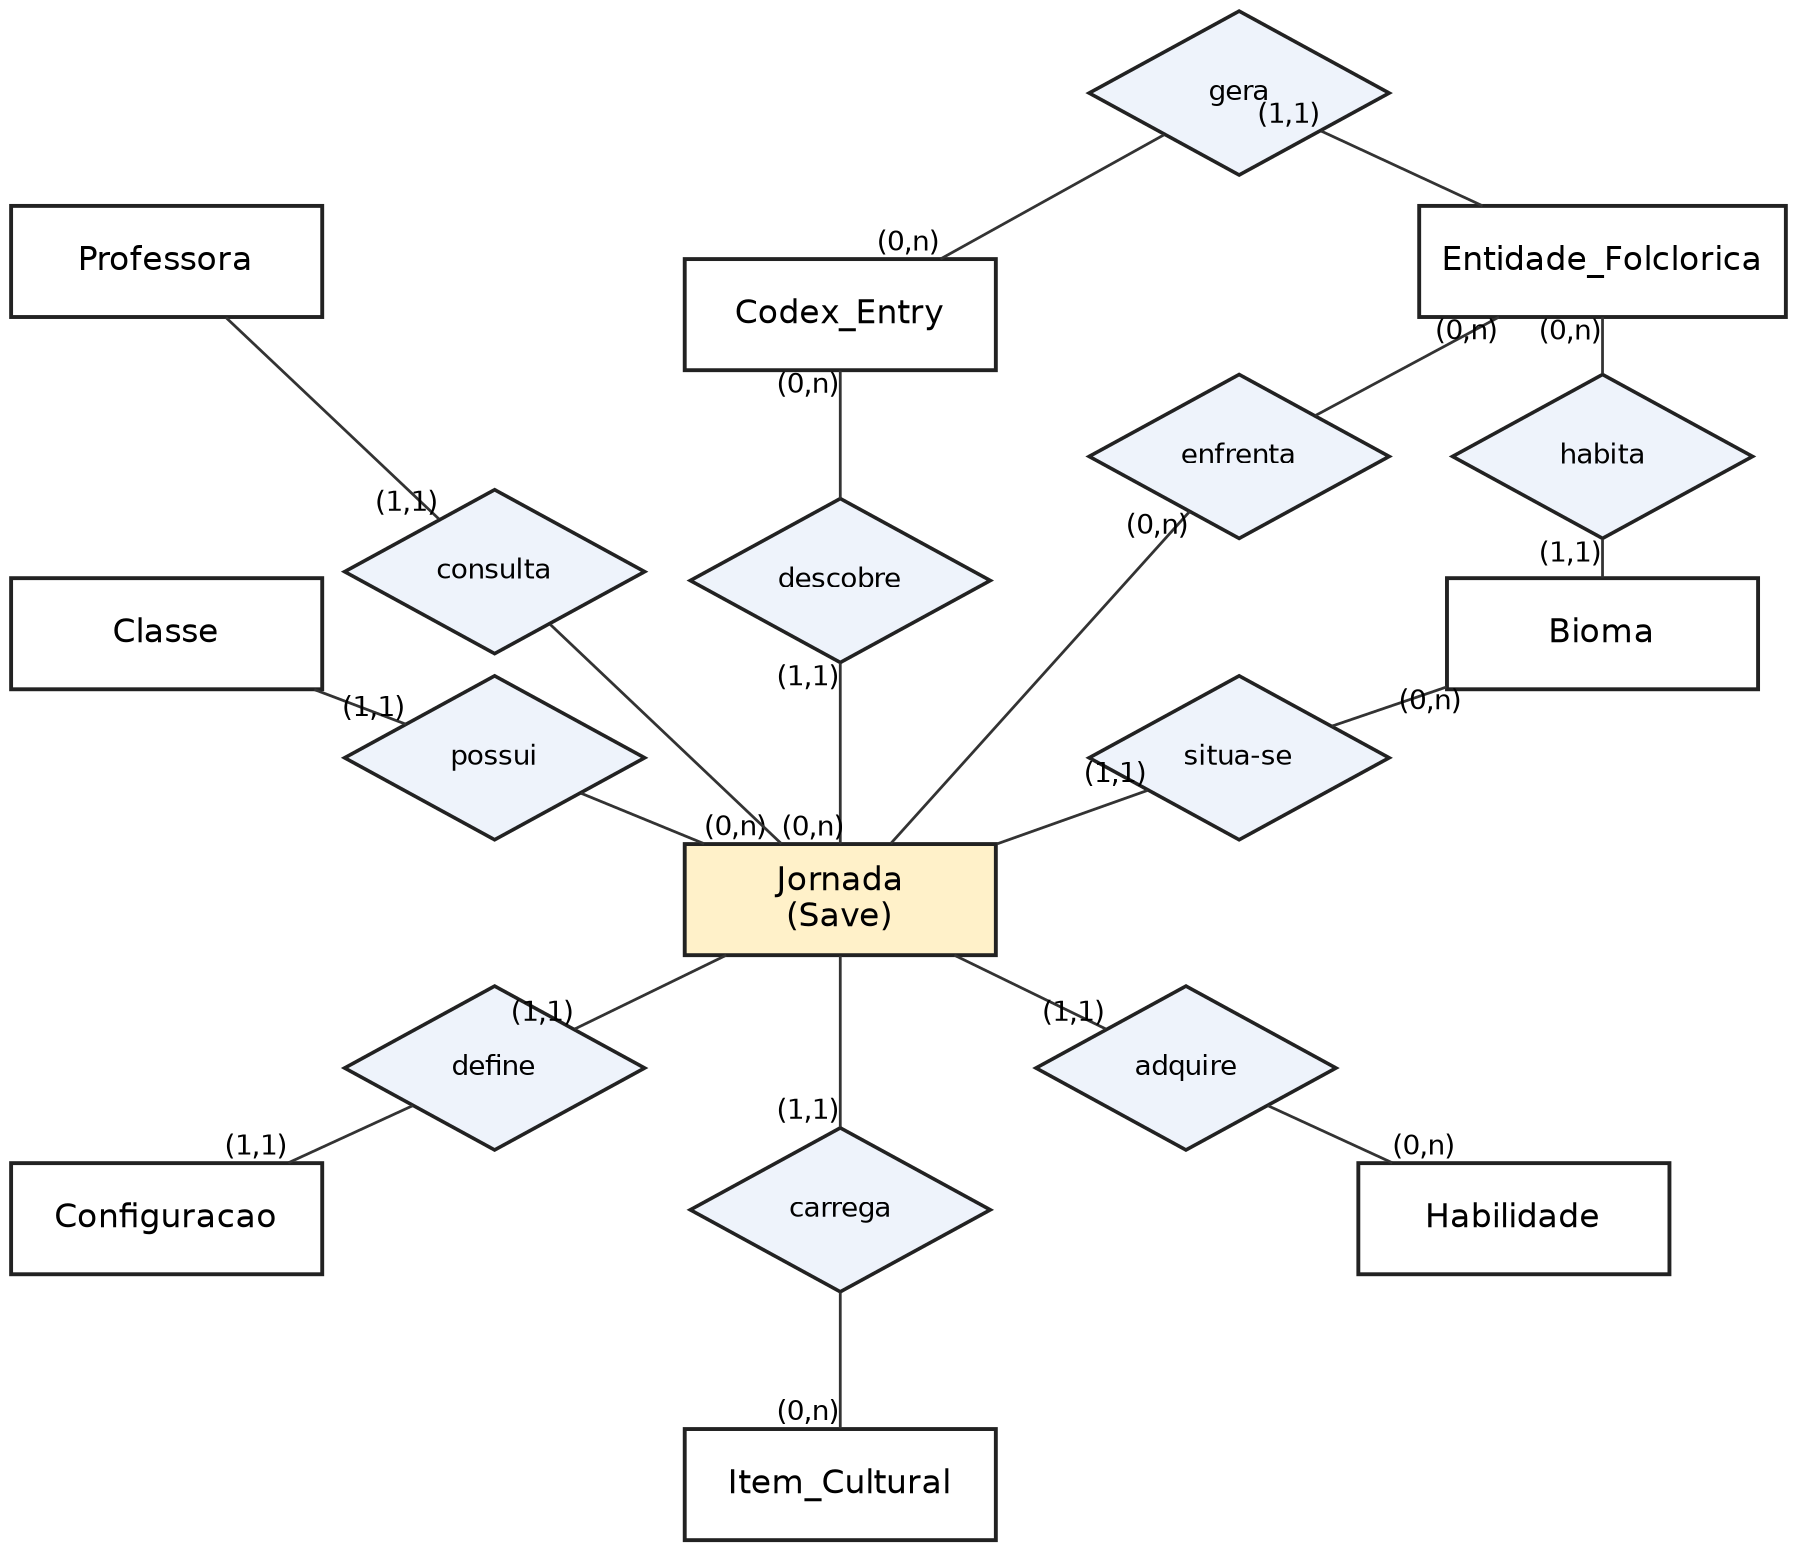 gera
(1,1)
Professora
(0,n)
Entidade_Folclorica
Codex_Entry
(0,n)
(0,n)
(0,n)
enfrenta
habita
(1,1)
(0,n)
(1,1)
consulta
descobre
Classe
Bioma
(1,1)
(1,1)
(0,n)
possui
situa-se
(1,1)
(0,n)
(0,n)
Jornada
(Save)
(1,1)
(1,1)
define
adquire
(1,1)
(1,1)
(0,n)
Configuracao
carrega
Habilidade
(0,n)
Item_Cultural